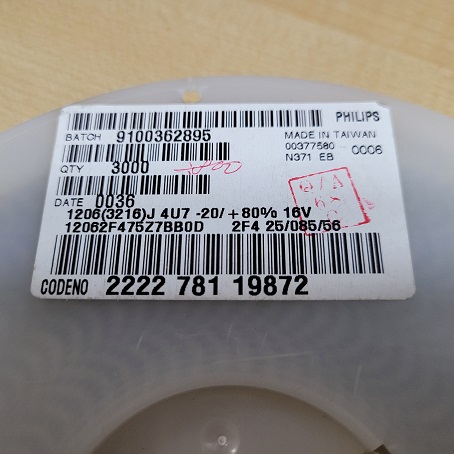 PHILIPS
BATCH 9100362895
MADE IN TAIWAN
00377580 0006
QTY 3000
N371 EB
DATE 0036
1206(3216)J 4U7 -20/+80% 16V
12062F475Z7BB0D 2F4 25/085/56
CODENO 2222 781 19872